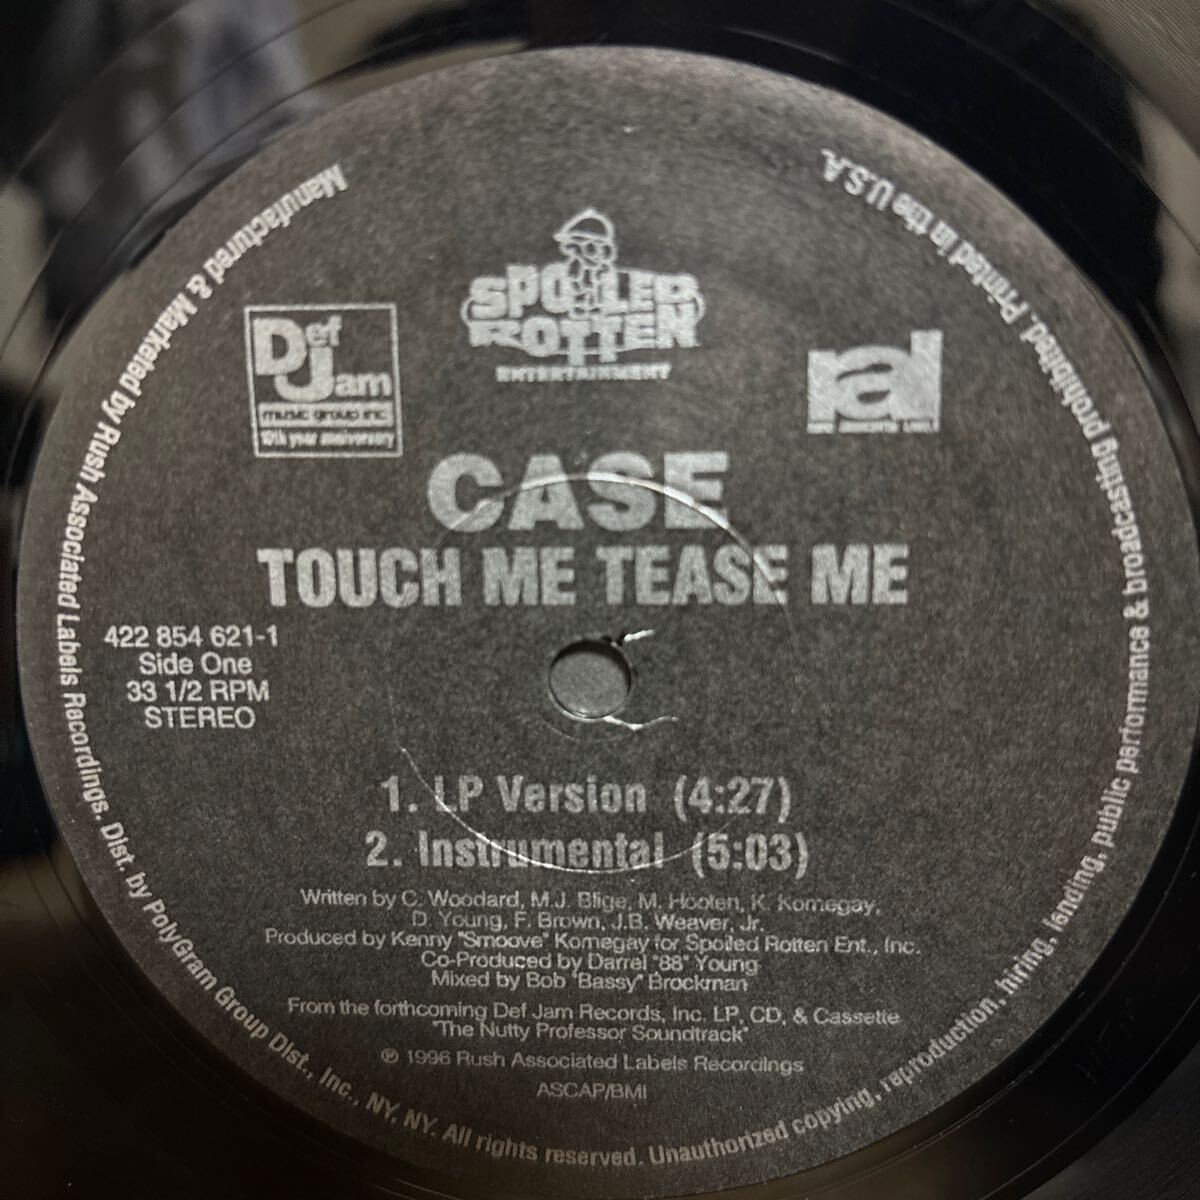 SPOILED
ROTTEN
ENTERTAINMENT
Def
Jam
music group inc
10th year anniversary
ral
CASE
TOUCH ME TEASE ME
422 854 621-1
Side One
33 1/2 RPM
STEREO
1. LP Version (4:27)
2. Instrumental (5:03)
Written by C. Woodard, M.J. Blige, M. Hooten, K. Komegay,
D. Young, F. Brown, J.B. Weaver, Jr.
Produced by Kenny "Smoove" Komegay for Spoiled Rotten Ent., Inc.
Co-Produced by Darrel "88" Young
Mixed by Bob "Bassy" Brockman
From the forthcoming Def Jam Records, Inc. LP, CD, & Cassette
"The Nutty Professor Soundtrack"
℗ 1996 Rush Associated Labels Recordings
ASCAP/BMI
Manufactured & Marketed by Rush Associated Labels Recordings. Dist. by PolyGram Group Dist., Inc., NY, NY. All rights reserved. Unauthorized copying, reproduction, hiring, lending, public performance & broadcasting prohibited. Printed in the U.S.A.